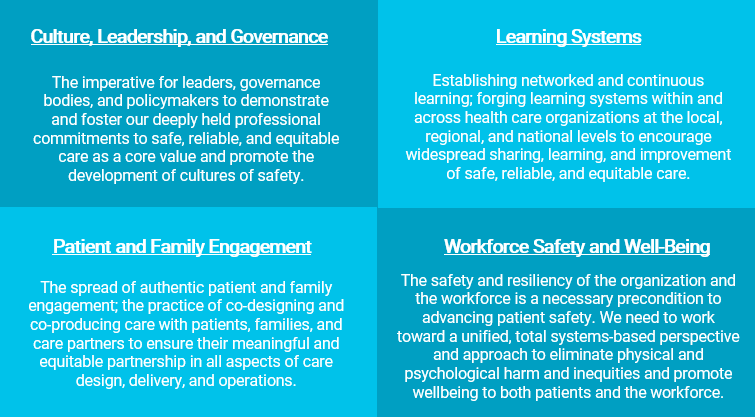 Culture, Leadership, and Governance
The imperative for leaders, governance
bodies, and policymakers to demonstrate
and foster our deeply held professional
commitments to safe, reliable, and equitable
care as a core value and promote the
development of cultures of safety.
Learning Systems
Establishing networked and continuous
learning; forging learning systems within and
across health care organizations at the local,
regional, and national levels to encourage
widespread sharing, learning, and improvement
of safe, reliable, and equitable care.
Patient and Family Engagement
The spread of authentic patient and family
engagement; the practice of co-designing and
co-producing care with patients, families, and
care partners to ensure their meaningful and
equitable partnership in all aspects of care
design, delivery, and operations.
Workforce Safety and Well-Being
The safety and resiliency of the organization and
the workforce is a necessary precondition to
advancing patient safety. We need to work
toward a unified, total systems-based perspective
and approach to eliminate physical and
psychological harm and inequities and promote
wellbeing to both patients and the workforce.